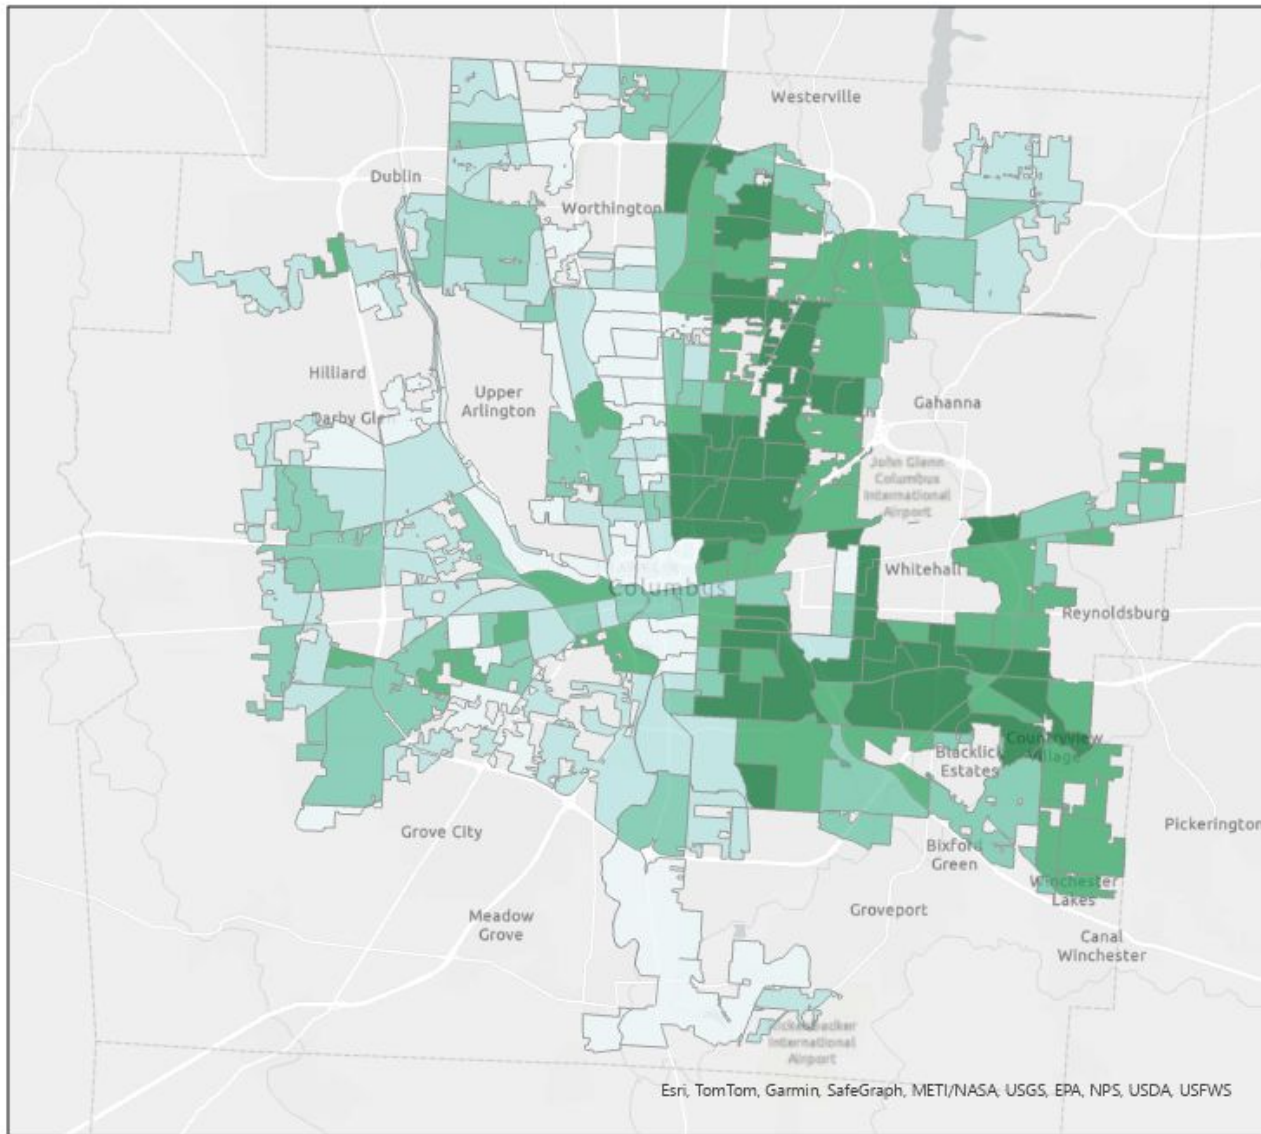 Westerville
Dublin
Worthington
Hilliard
Upper
Arlington
Gahanna
John Glenn
Columbus
International
Airport
Whitehall
Columbus
Reynoldsburg
Countryview
Village
Blacklick
Estates
Grove City
Pickerington
Bixford
Green
Winchester
Lakes
Groveport
Meadow
Grove
Canal
Winchester
International
Airport
Esri, TomTom, Garmin, SafeGraph, METI/NASA, USGS, EPA, NPS, USDA, USFWS